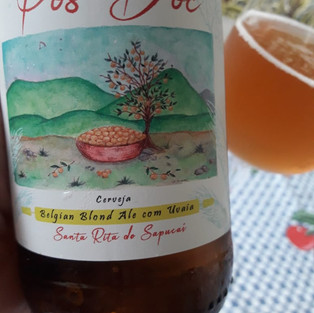 Pós Doc
Cerveja
Belgian Blond Ale com Uvaia
Santa Rita do Sapucaí